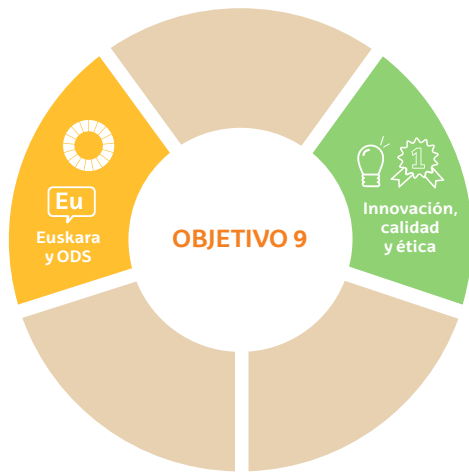 Eu
Euskara
y ODS
OBJETIVO 9
1
Innovación,
calidad
y ética